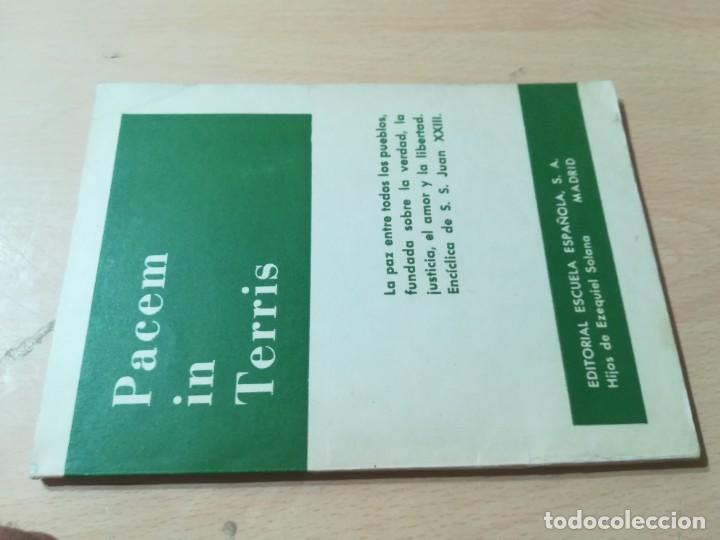 Pacem
in
Terris
La paz entre todos los pueblos,
fundada sobre la verdad, la
justicia, el amor y la libertad.
Encíclica de S. S. Juan XXIII.
EDITORIAL ESCUELA ESPAÑOLA, S. A.
Hijos de Ezequiel Solana MADRID
todocoleccion